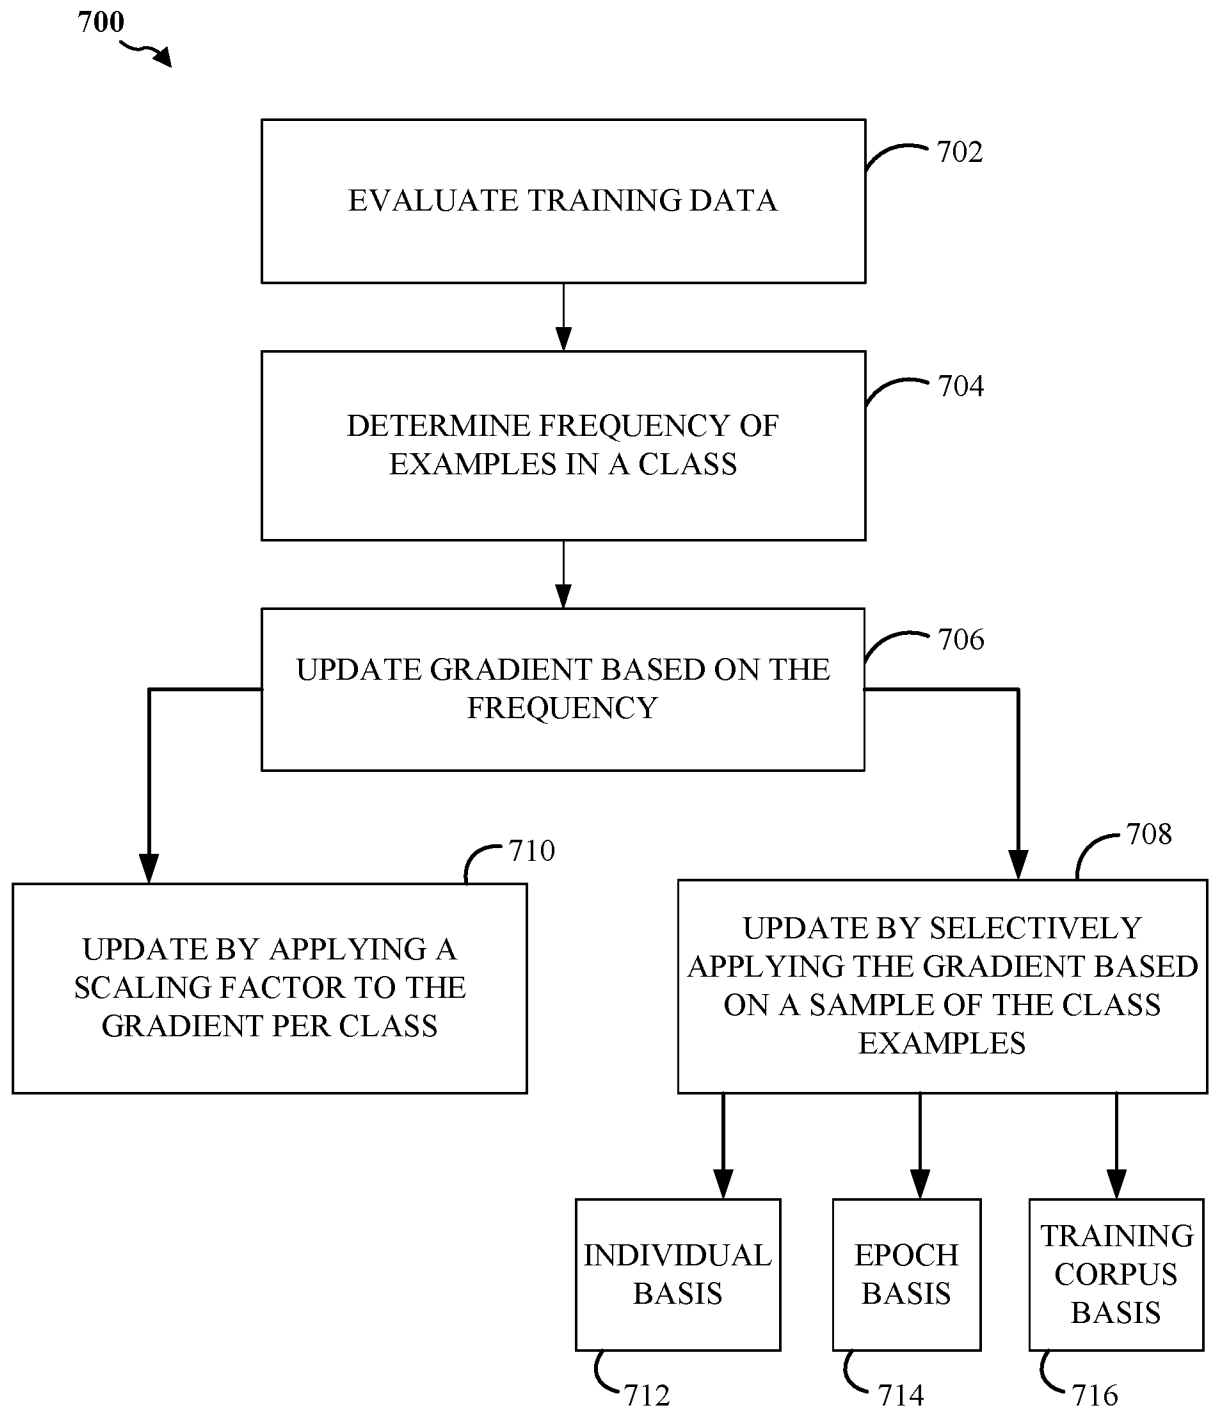 700
702
EVALUATE TRAINING DATA
704
DETERMINE FREQUENCY OF
EXAMPLES IN A CLASS
706
UPDATE GRADIENT BASED ON THE
FREQUENCY
710
UPDATE BY APPLYING A
SCALING FACTOR TO THE
GRADIENT PER CLASS
708
UPDATE BY SELECTIVELY
APPLYING THE GRADIENT BASED
ON A SAMPLE OF THE CLASS
EXAMPLES
INDIVIDUAL
BASIS
712
EPOCH
BASIS
714
TRAINING
CORPUS
BASIS
716